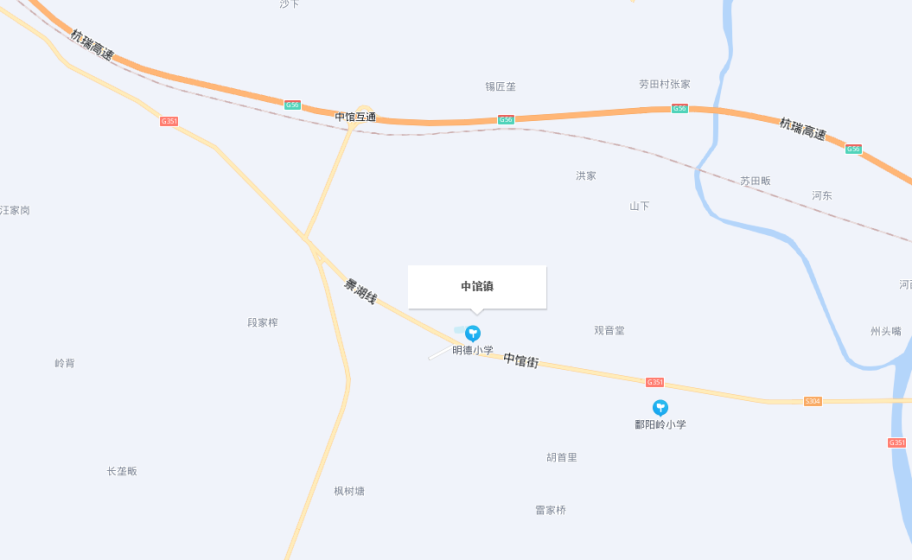 沙下
杭瑞高速
锡匠垄
劳田村张家
G56
G56
中馆互通
G56
G351
杭瑞高速
G56
洪家
苏田畈
河东
山下
汪家岗
中馆镇
景湖线
段家榨
观音堂
州头嘴
明德小学
中馆街
岭背
G351
S304
鄱阳岭小学
G351
胡首里
长垄畈
枫树塘
雷家桥